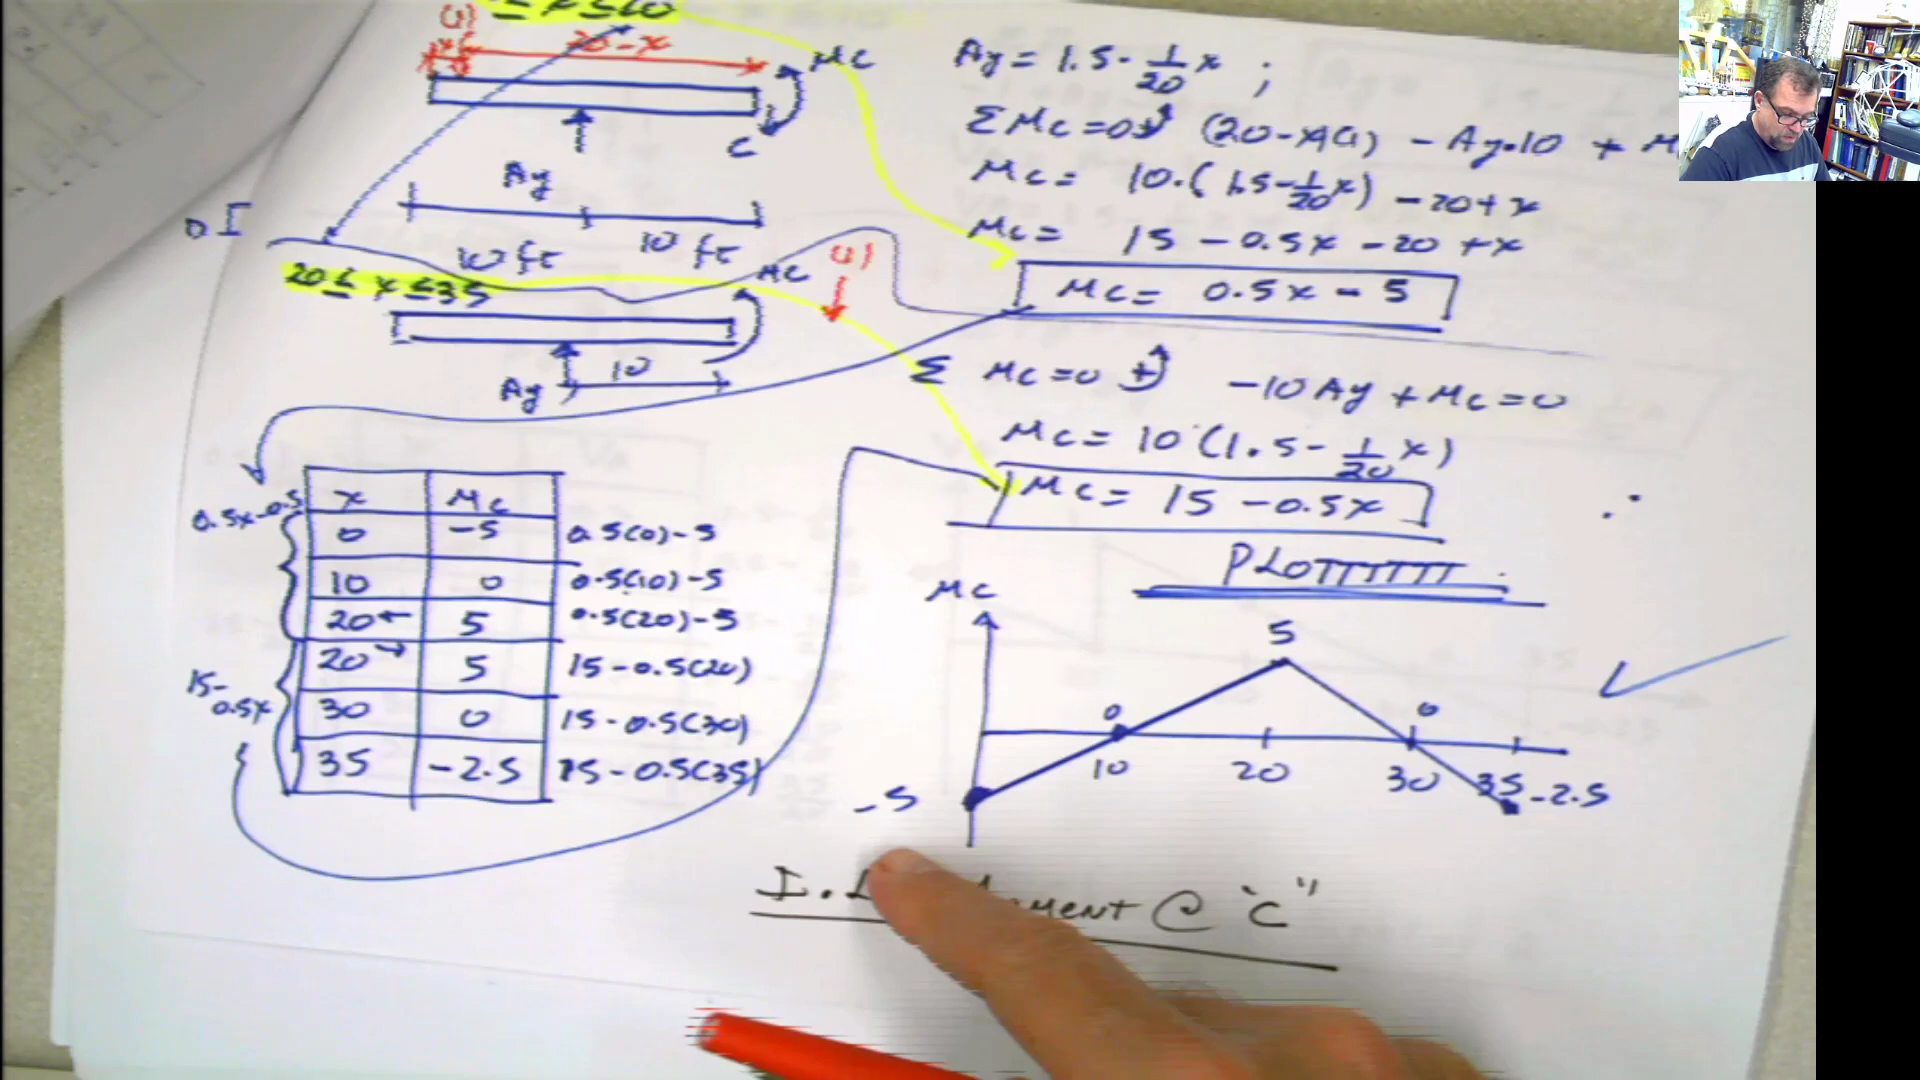 ≤ x ≤ 20
(1)
x
20-x
Mc
C
Ay
10 ft
10 ft
20 ≤ x ≤ 35
Mc
(1)
Ay
10
Ay = 1.5 - 1/20 x ;
ΣMc = 0 (20-x)(1) - Ay.10 + M
Mc = 10.(1.5-1/20x) - 20+x
Mc = 15 - 0.5x - 20 + x
Mc = 0.5x - 5
Σ Mc = 0 + -10Ay + Mc = 0
Mc = 10(1.5 - 1/20 x)
Mc = 15 - 0.5x
0.5x-0.5
x Mc
0 -5 0.5(0)-5
10 0 0.5(10)-5
20← 5 0.5(20)-5
20→ 5 15-0.5(20)
15-
0.5x
30 0 15-0.5(30)
35 -2.5 15-0.5(35)
PLOTTTTTT
Mc
5
0 0
10 20 30 35 -2.5
-5
@ "C"